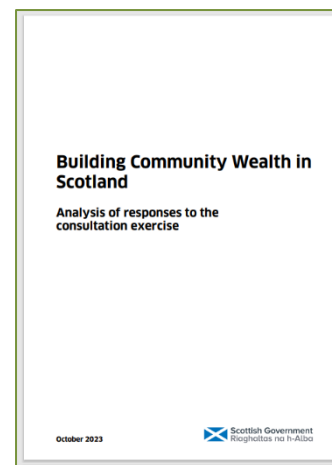 Building Community Wealth in
Scotland
Analysis of responses to the
consultation exercise
October 2023
Scottish Government
Riaghaltas na h-Alba